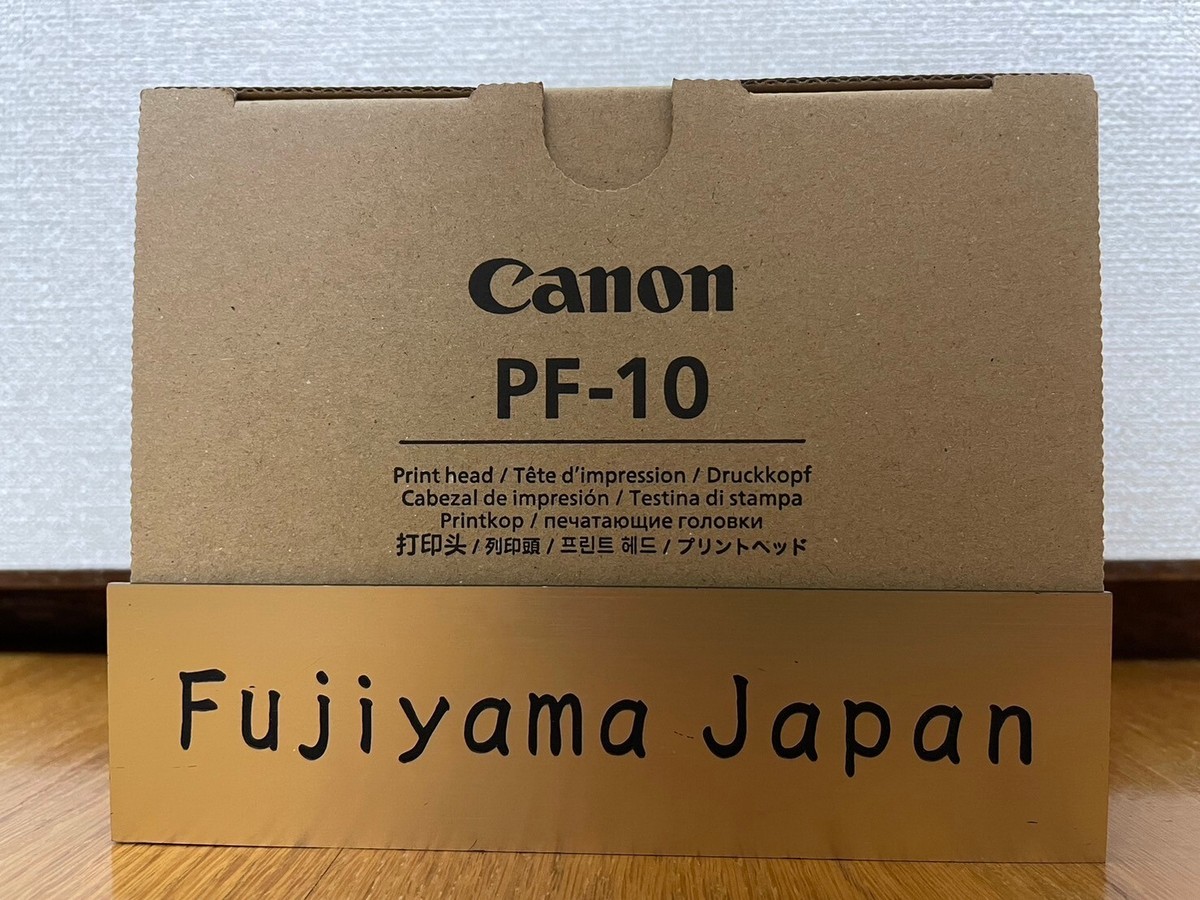 Canon
PF-10
Print head / Tête d'impression / Druckkopf
Cabezal de impresión / Testina di stampa
Printkop / печатающие головки
打印头 / 列印頭 / 프린트 헤드 / プリントヘッド
Fujiyama Japan